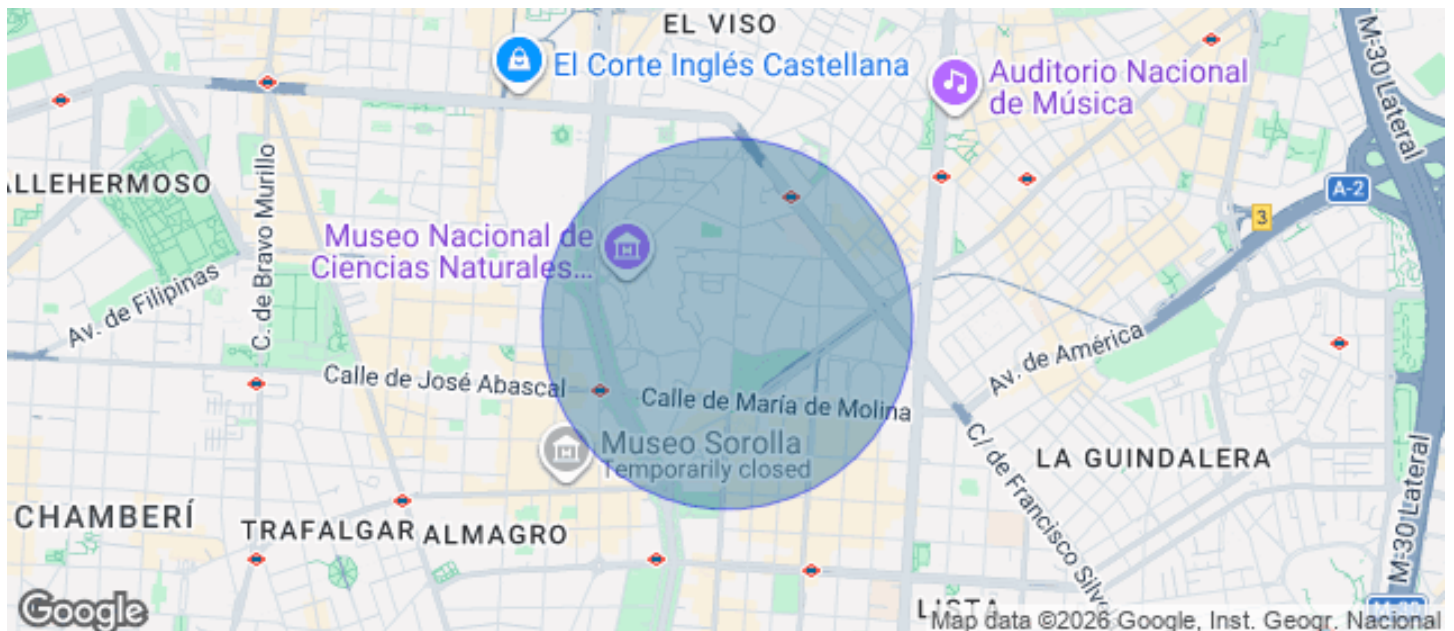 EL VISO
El Corte Inglés Castellana
Auditorio Nacional
de Música
M-30 Lateral
ALLEHERMOSO
C. de Bravo Murillo
A-2
3
Museo Nacional de
Ciencias Naturales...
Av. de Filipinas
Av. de América
Calle de José Abascal
Calle de María de Molina
Museo Sorolla
Temporarily closed
C/ de Francisco Silve
LA GUINDALERA
M-30 Lateral
CHAMBERÍ
TRAFALGAR
ALMAGRO
LISTA
M-30
Google
Map data ©2026 Google, Inst. Geogr. Nacional